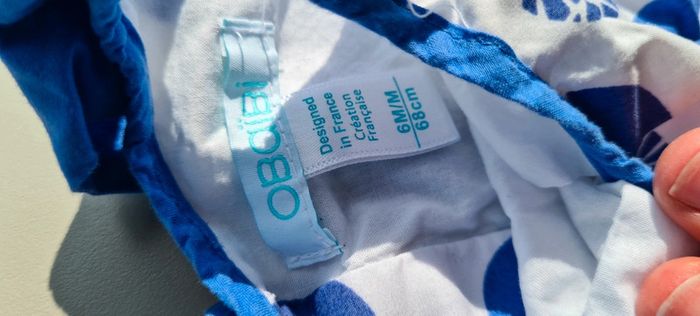 OBAIBI
Designed
in France
Création
Française
6M/M
68cm